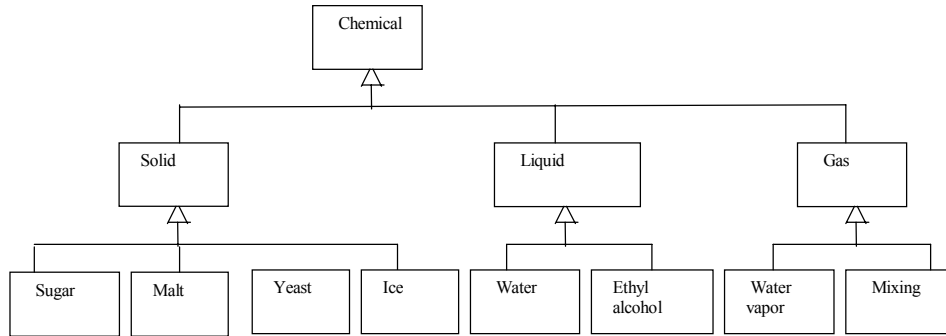 Chemical
Solid
Liquid
Gas
Sugar
Malt
Yeast
Ice
Water
Ethyl
alcohol
Water
vapor
Mixing